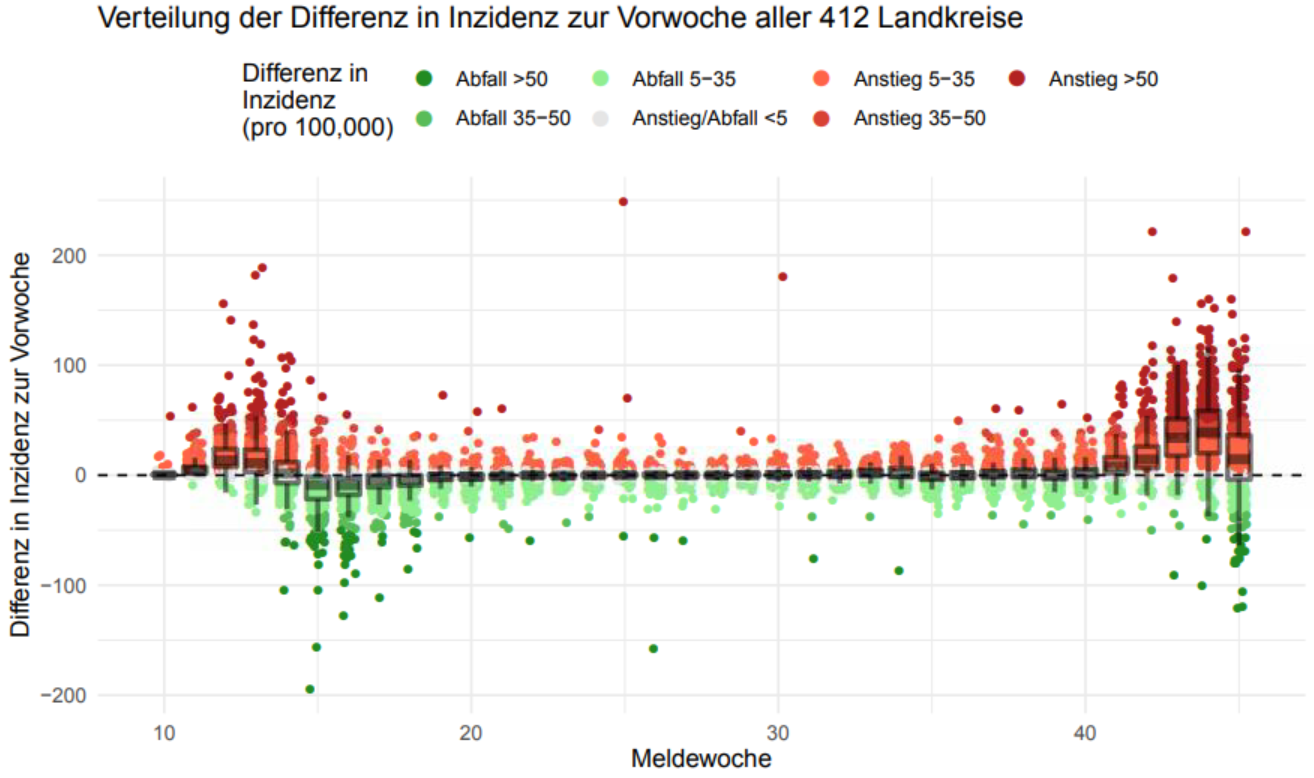 Verteilung der Differenz in Inzidenz zur Vorwoche aller 412 Landkreise
Differenz in
Inzidenz
(pro 100,000)
Abfall >50
Abfall 5−35
Anstieg 5−35
Anstieg >50
Abfall 35−50
Anstieg/Abfall <5
Anstieg 35−50
Differenz in Inzidenz zur Vorwoche
200
100
0
−100
−200
10
20
30
40
Meldewoche